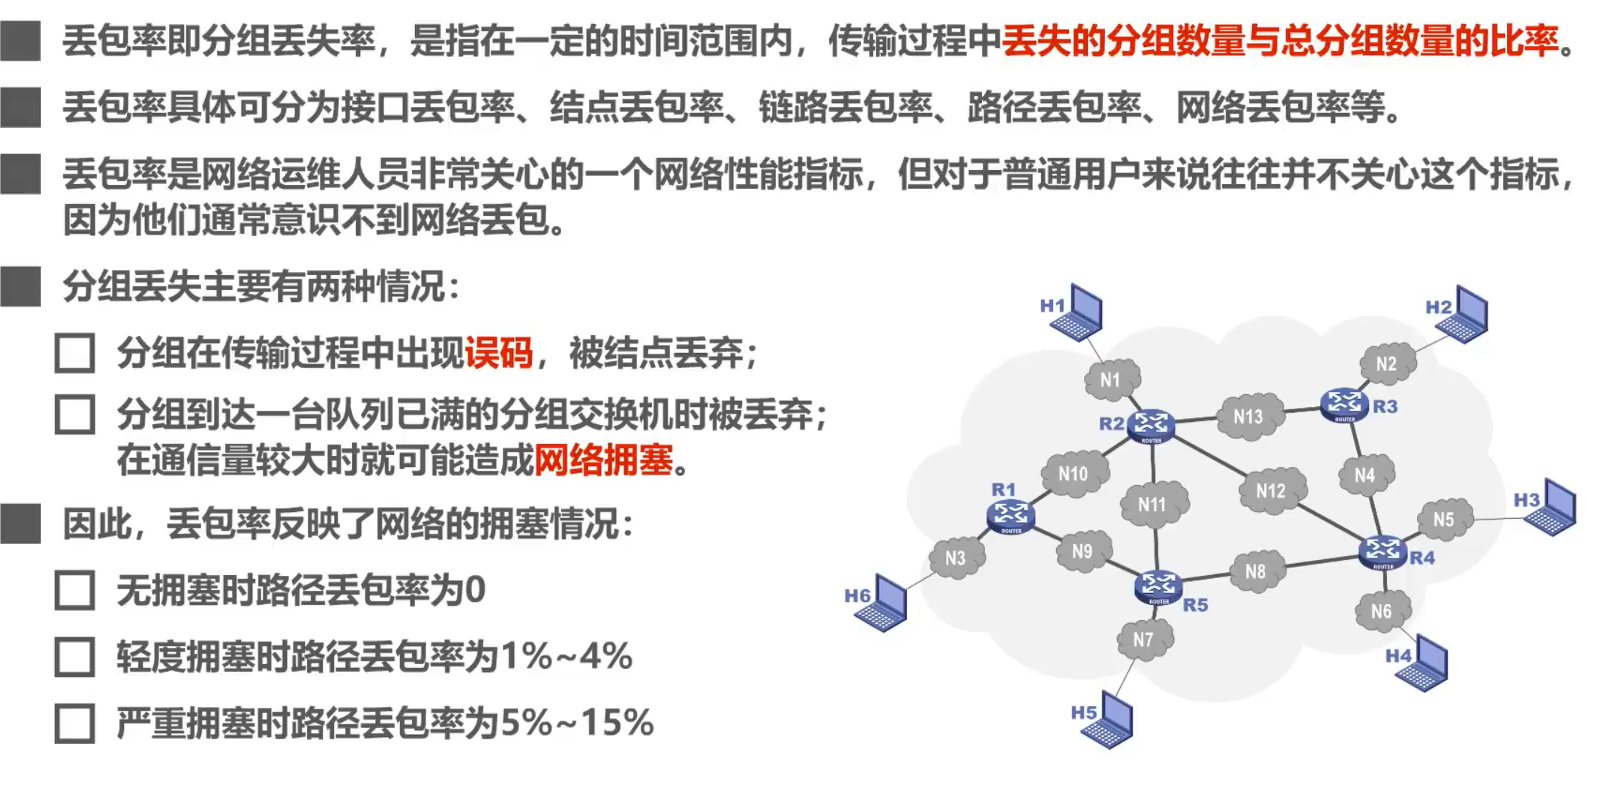 丢包率即分组丢失率，是指在一定的时间范围内，传输过程中丢失的分组数量与总分组数量的比率。
丢包率具体可分为接口丢包率、结点丢包率、链路丢包率、路径丢包率、网络丢包率等。
丢包率是网络运维人员非常关心的一个网络性能指标，但对于普通用户来说往往并不关心这个指标，
因为他们通常意识不到网络丢包。
分组丢失主要有两种情况：
分组在传输过程中出现误码，被结点丢弃；
分组到达一台队列已满的分组交换机时被丢弃；
在通信量较大时就可能造成网络拥塞。
因此，丢包率反映了网络的拥塞情况：
无拥塞时路径丢包率为0
轻度拥塞时路径丢包率为1%~4%
严重拥塞时路径丢包率为5%~15%
H1
H2
N1
N2
R2
ROUTER
N13
R3
ROUTER
N10
N11
N12
N4
R1
ROUTER
H3
N5
N3
N9
N8
R4
ROUTER
H6
R5
ROUTER
N6
N7
H4
H5